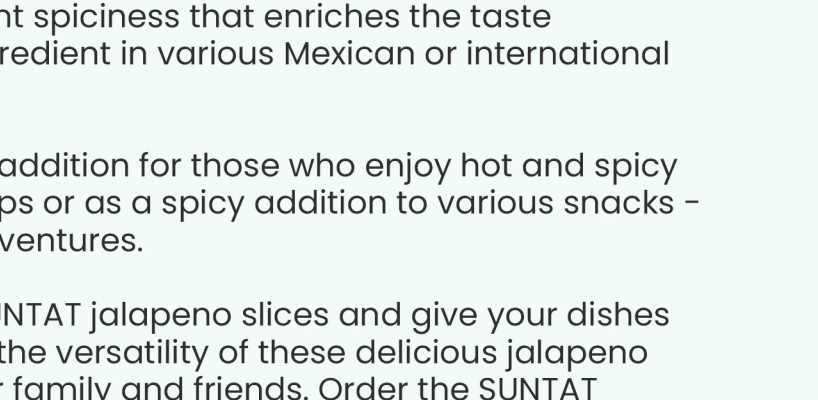 nt spiciness that enriches the taste
redient in various Mexican or international
addition for those who enjoy hot and spicy
ps or as a spicy addition to various snacks -
ventures.
UNTAT jalapeno slices and give your dishes
the versatility of these delicious jalapeno
r family and friends. Order the SUNTAT